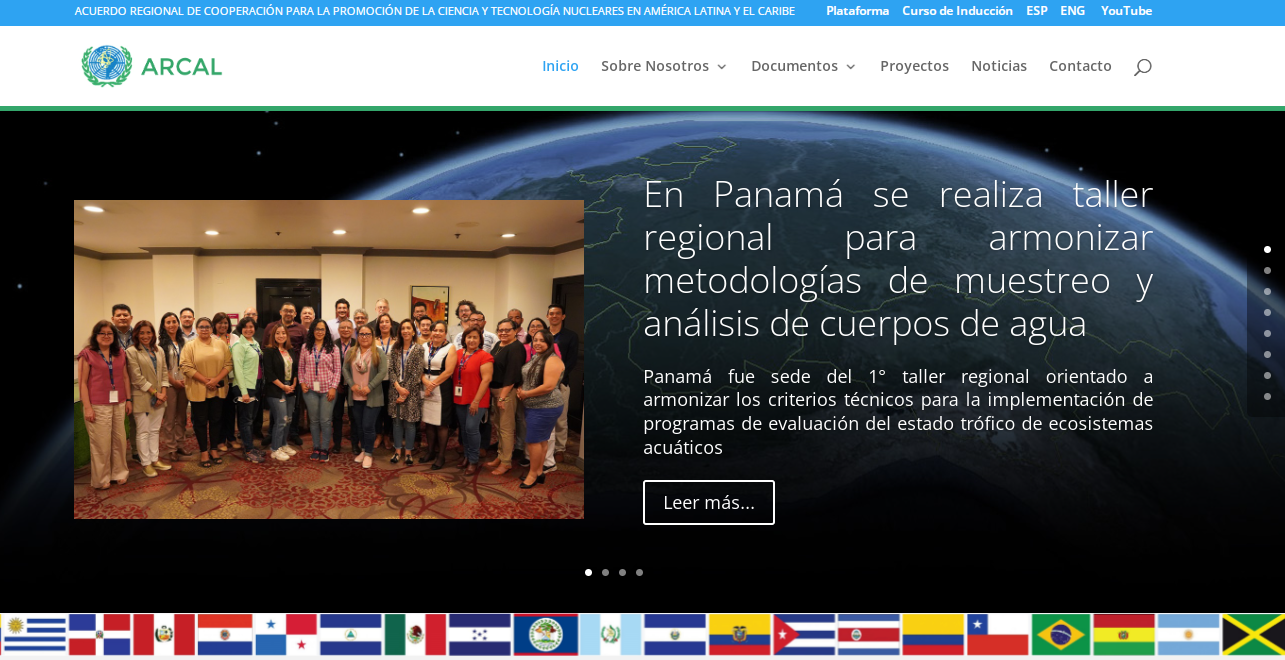 ACUERDO REGIONAL DE COOPERACIÓN PARA LA PROMOCIÓN DE LA CIENCIA Y TECNOLOGÍA NUCLEARES EN AMÉRICA LATINA Y EL CARIBE Plataforma Curso de Inducción ESP ENG YouTube
ARCAL Inicio Sobre Nosotros Documentos Proyectos Noticias Contacto
En Panamá se realiza taller
regional para armonizar
metodologías de muestreo y
análisis de cuerpos de agua
Panamá fue sede del 1° taller regional orientado a
armonizar los criterios técnicos para la implementación de
programas de evaluación del estado trófico de ecosistemas
acuáticos
Leer más...